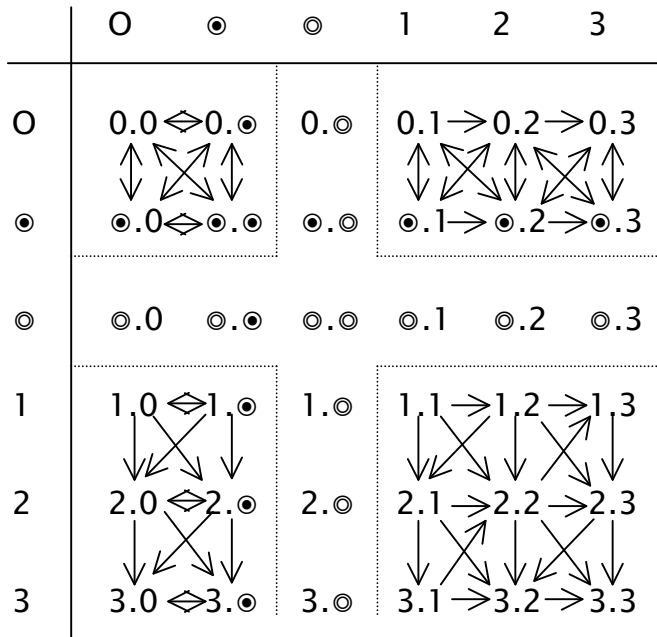 O ⦿ ◎ 1 2 3
O 0.0 0.⦿ 0.◎ 0.1 0.2 0.3
⦿ ⦿.0 ⦿.⦿ ⦿.◎ ⦿.1 ⦿.2 ⦿.3
◎ ◎.0 ◎.⦿ ◎.◎ ◎.1 ◎.2 ◎.3
1 1.0 1.⦿ 1.◎ 1.1 1.2 1.3
2 2.0 2.⦿ 2.◎ 2.1 2.2 2.3
3 3.0 3.⦿ 3.◎ 3.1 3.2 3.3